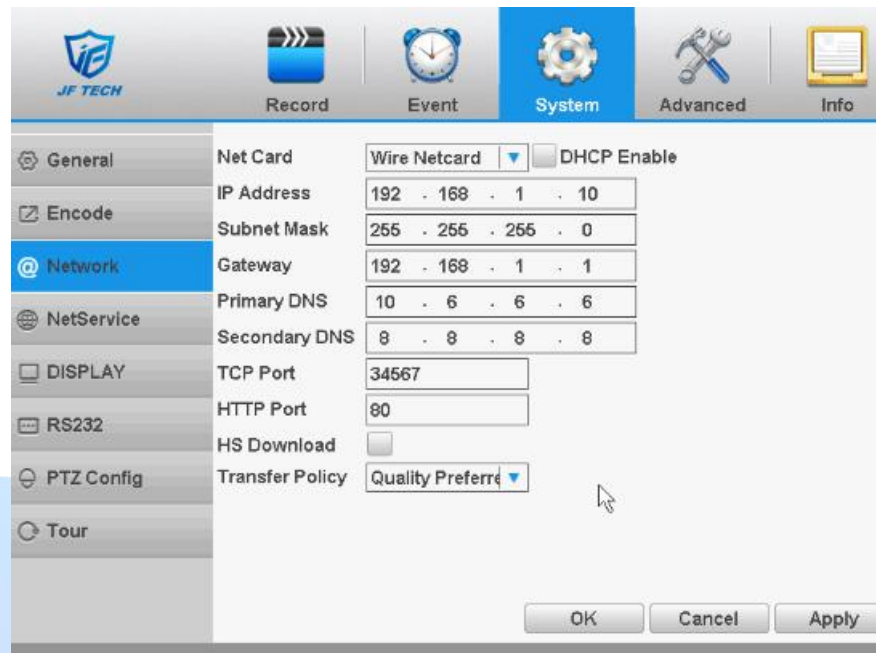 JF TECH
Record Event System Advanced Info
General
Encode
@ Network
NetService
DISPLAY
RS232
PTZ Config
Tour
Net Card Wire Netcard DHCP Enable
IP Address 192 . 168 . 1 . 10
Subnet Mask 255 . 255 . 255 . 0
Gateway 192 . 168 . 1 . 1
Primary DNS 10 . 6 . 6 . 6
Secondary DNS 8 . 8 . 8 . 8
TCP Port 34567
HTTP Port 80
HS Download
Transfer Policy Quality Preferre
OK Cancel Apply